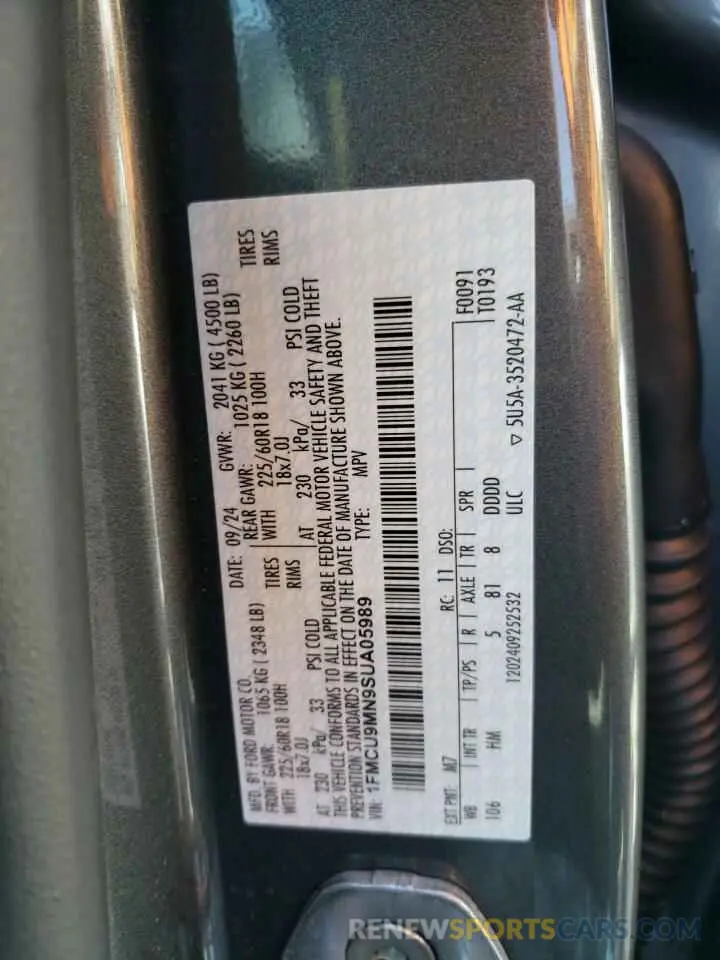 MFD. BY FORD MOTOR CO.
DATE: 09/24 GVWR: 2041 KG ( 4500 LB)
FRONT GAWR: 1065 KG ( 2348 LB) REAR GAWR: 1025 KG ( 2260 LB)
WITH 225/60R18 100H TIRES WITH 225/60R18 100H TIRES
18x7.0J RIMS 18x7.0J RIMS
AT 230 kPa/ 33 PSI COLD AT 230 kPa/ 33 PSI COLD
THIS VEHICLE CONFORMS TO ALL APPLICABLE FEDERAL MOTOR VEHICLE SAFETY AND THEFT
PREVENTION STANDARDS IN EFFECT ON THE DATE OF MANUFACTURE SHOWN ABOVE.
VIN: 1FMCU9MN9SUA05989 TYPE: MPV
EXT PNT: M7 RC: 11 DSO: F0091
WB INT TR TP/PS R AXLE TR SPR T0193
106 HM 5 81 8 DDDD
1202409252532 ULC ▽ 5U5A-3520472-AA
RENEWSPORTSCARS.COM